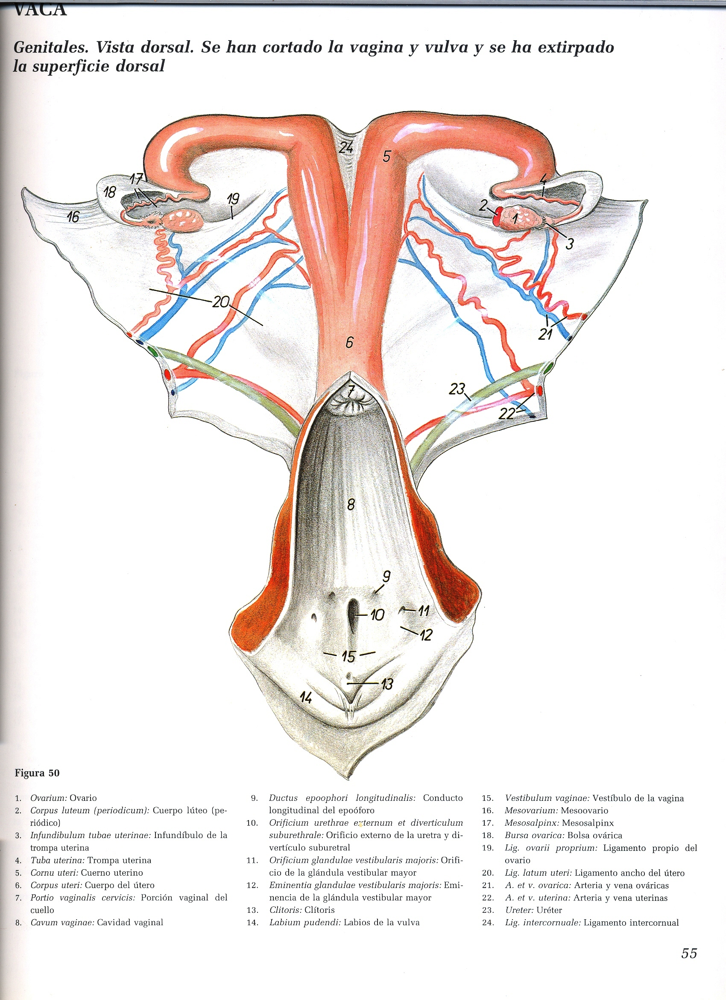 VACA
Genitales. Vista dorsal. Se han cortado la vagina y vulva y se ha extirpado
la superficie dorsal
24
5
17
4
18
19
2
16
1
3
20
21
6
7
23
22
8
9
10
11
12
15
13
14
Figura 50
1. Ovarium: Ovario
2. Corpus luteum (periodicum): Cuerpo lúteo (pe-
riódico)
3. Infundibulum tubae uterinae: Infundíbulo de la
trompa uterina
4. Tuba uterina: Trompa uterina
5. Cornu uteri: Cuerno uterino
6. Corpus uteri: Cuerpo del útero
7. Portio vaginalis cervicis: Porción vaginal del
cuello
8. Cavum vaginae: Cavidad vaginal
9. Ductus epoophori longitudinalis: Conducto
longitudinal del epoóforo
10. Orificium urethrae externum et diverticulum
suburethrale: Orificio externo de la uretra y di-
vertículo suburetral
11. Orificium glandulae vestibularis majoris: Orifi-
cio de la glándula vestibular mayor
12. Eminentia glandulae vestibularis majoris: Emi-
nencia de la glándula vestibular mayor
13. Clitoris: Clítoris
14. Labium pudendi: Labios de la vulva
15. Vestibulum vaginae: Vestíbulo de la vagina
16. Mesovarium: Mesoovario
17. Mesosalpinx: Mesosalpinx
18. Bursa ovarica: Bolsa ovárica
19. Lig. ovarii proprium: Ligamento propio del
ovario
20. Lig. latum uteri: Ligamento ancho del útero
21. A. et v. ovarica: Arteria y vena ováricas
22. A. et v. uterina: Arteria y vena uterinas
23. Ureter: Uréter
24. Lig. intercornuale: Ligamento intercornual
55